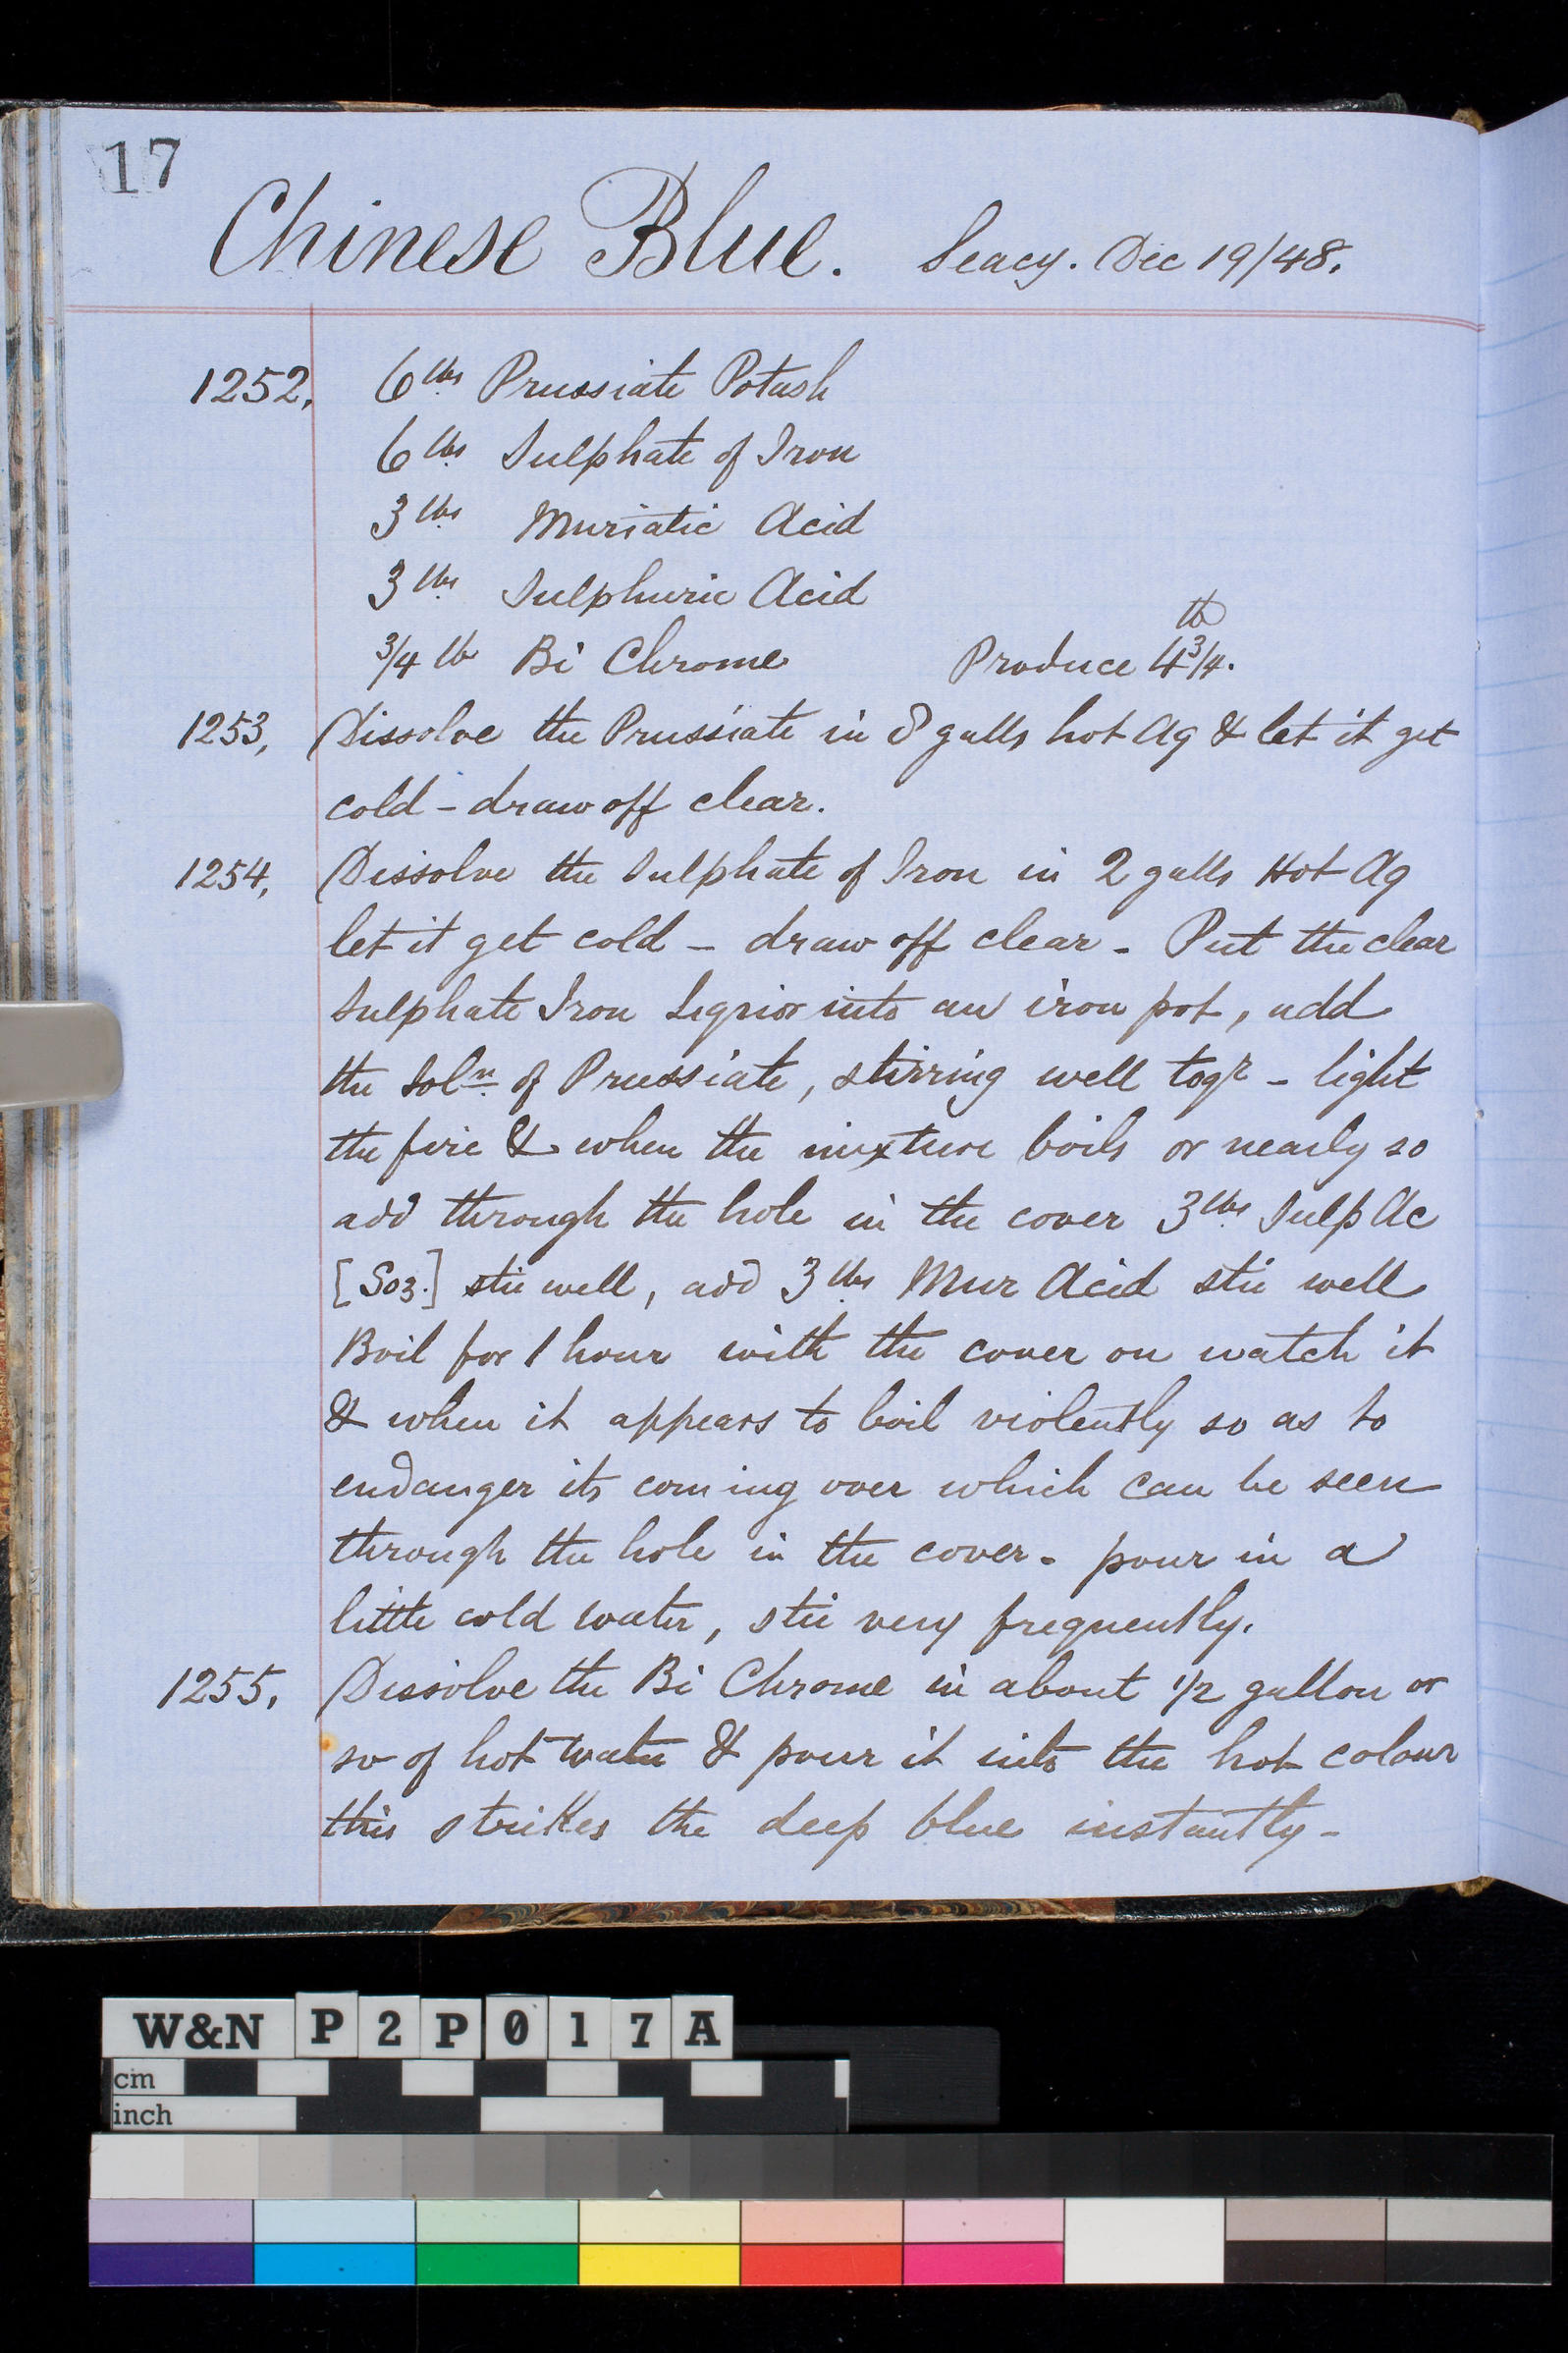 17
Chinese Blue. Seacy. Dec 19/48.
1252. 6 lbs Prussiate Potash
6 lbs Sulphate of Iron
3 lbs Muriatic Acid
3 lbs Sulphuric Acid
3/4 lb Bi Chrome Produce 4 3/4 lb.
1253, Dissolve the Prussiate in galls hot Aq & let it get
cold - draw off clear.
1254, Dissolve the Sulphate of Iron in 2 galls Hot Aq
let it get cold - draw off clear - Put the clear
Sulphate Iron Liquor into an iron pot, add
the Soln. of Prussiate, stirring well togr - light
the fire & when the mixture boils or nearly so
add through the hole in the cover 3 lbs Sulp Ac
[So3.] stir well, add 3 lbs Mur Acid stir well
Boil for 1 hour with the cover on watch it
& when it appears to boil violently so as to
endanger its coming over which can be seen
through the hole in the cover - pour in a
little cold water, stir very frequently.
1255. Dissolve the Bi Chrome in about 1/2 gallon or
so of hot water & pour it into the hot colour
this strikes the deep blue instantly -
W&N P2P017A
cm
inch